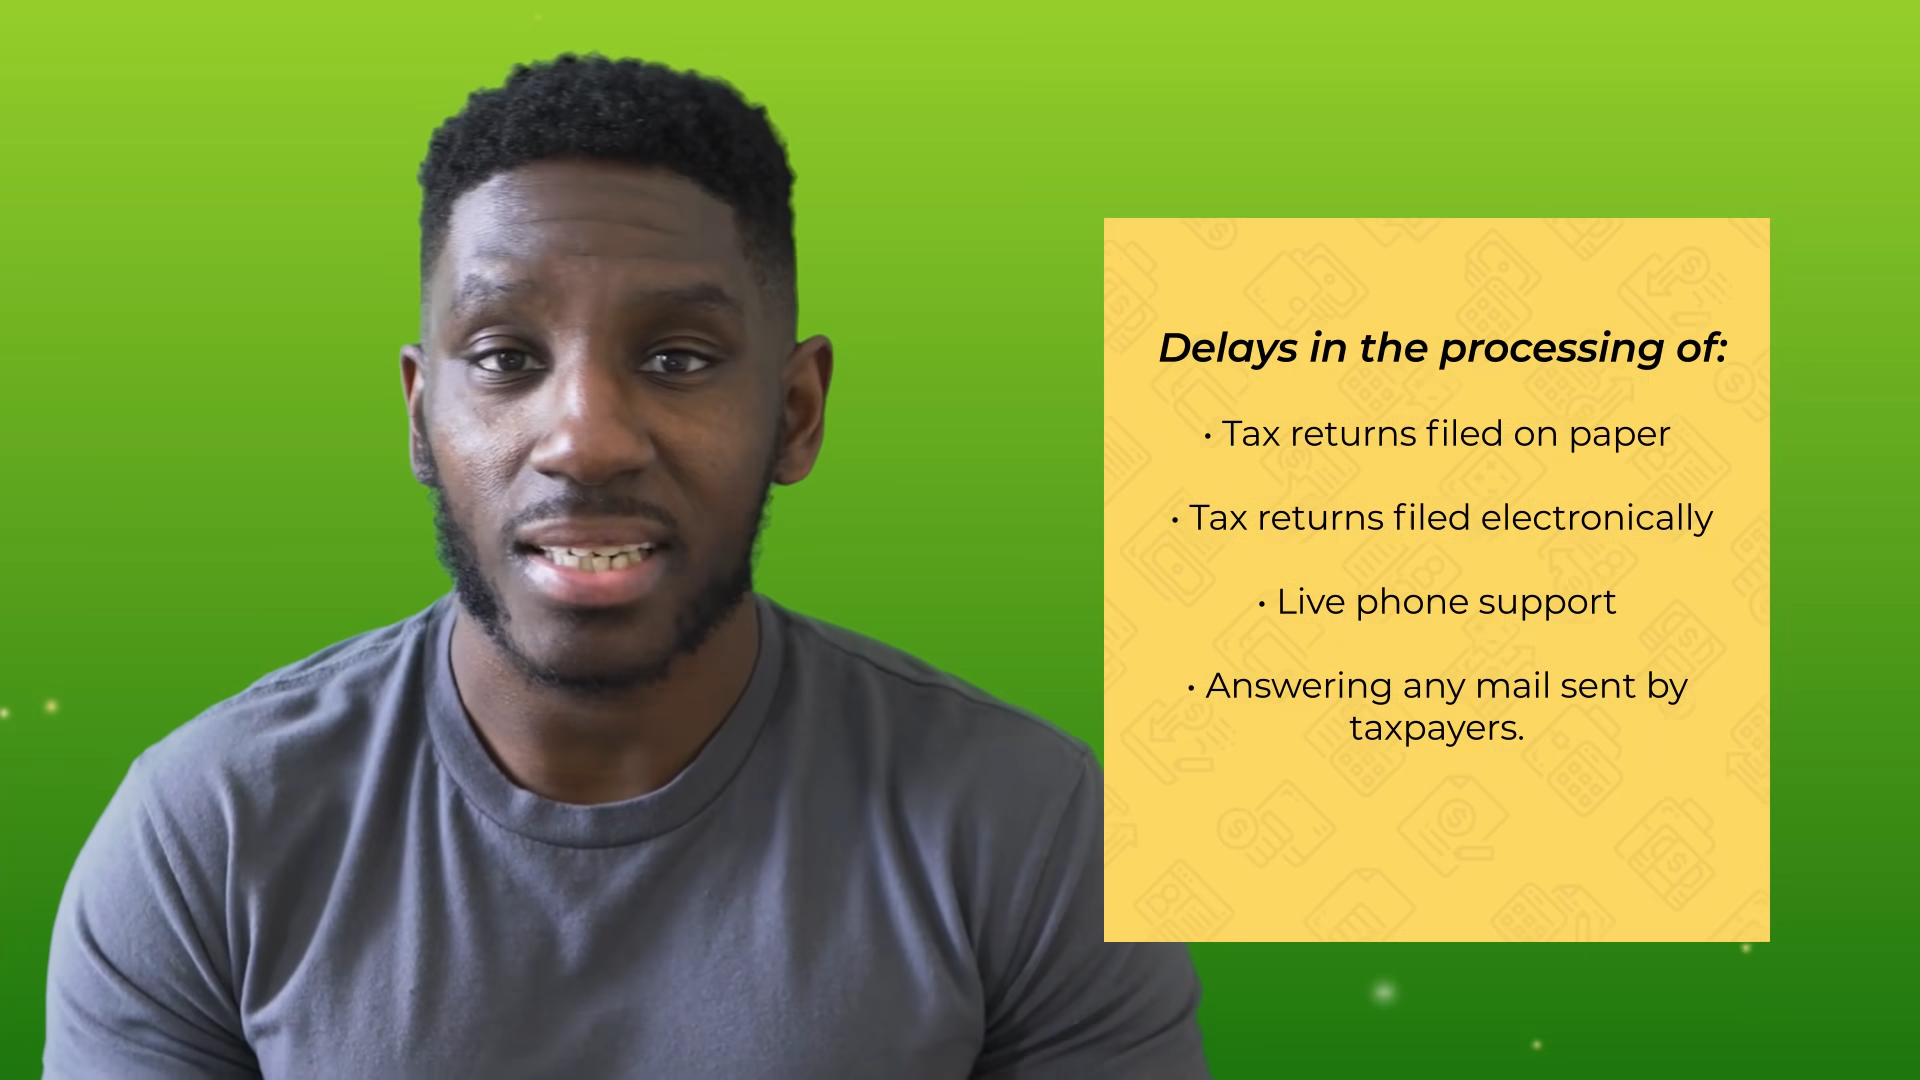 Delays in the processing of:
• Tax returns filed on paper
• Tax returns filed electronically
• Live phone support
• Answering any mail sent by
taxpayers.